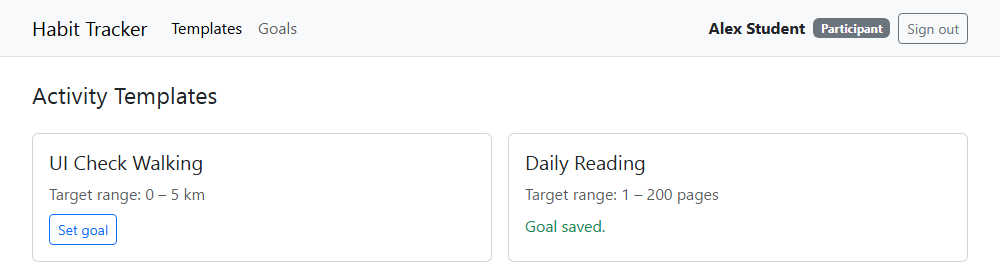 Habit Tracker Templates Goals Alex Student Participant Sign out
Activity Templates
UI Check Walking
Target range: 0 – 5 km
Set goal
Daily Reading
Target range: 1 – 200 pages
Goal saved.